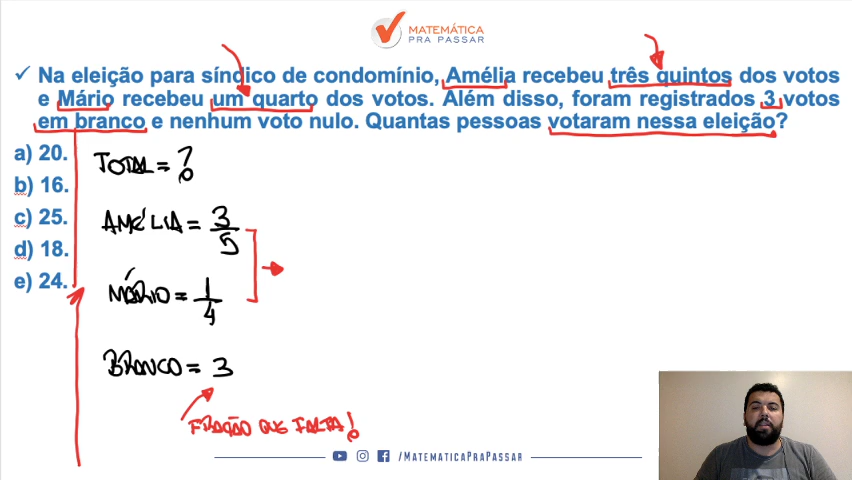 MATEMÁTICA
PRA PASSAR
✓ Na eleição para síndico de condomínio, Amélia recebeu três quintos dos votos
e Mário recebeu um quarto dos votos. Além disso, foram registrados 3 votos
em branco e nenhum voto nulo. Quantas pessoas votaram nessa eleição?
a) 20.
b) 16.
c) 25.
d) 18.
e) 24.
TOTAL = ?
AMÉLIA = 3/5
MÁRIO = 1/4
BRANCO = 3
FRAÇÃO QUE FALTA!
/MATEMATICAPRAPASSAR